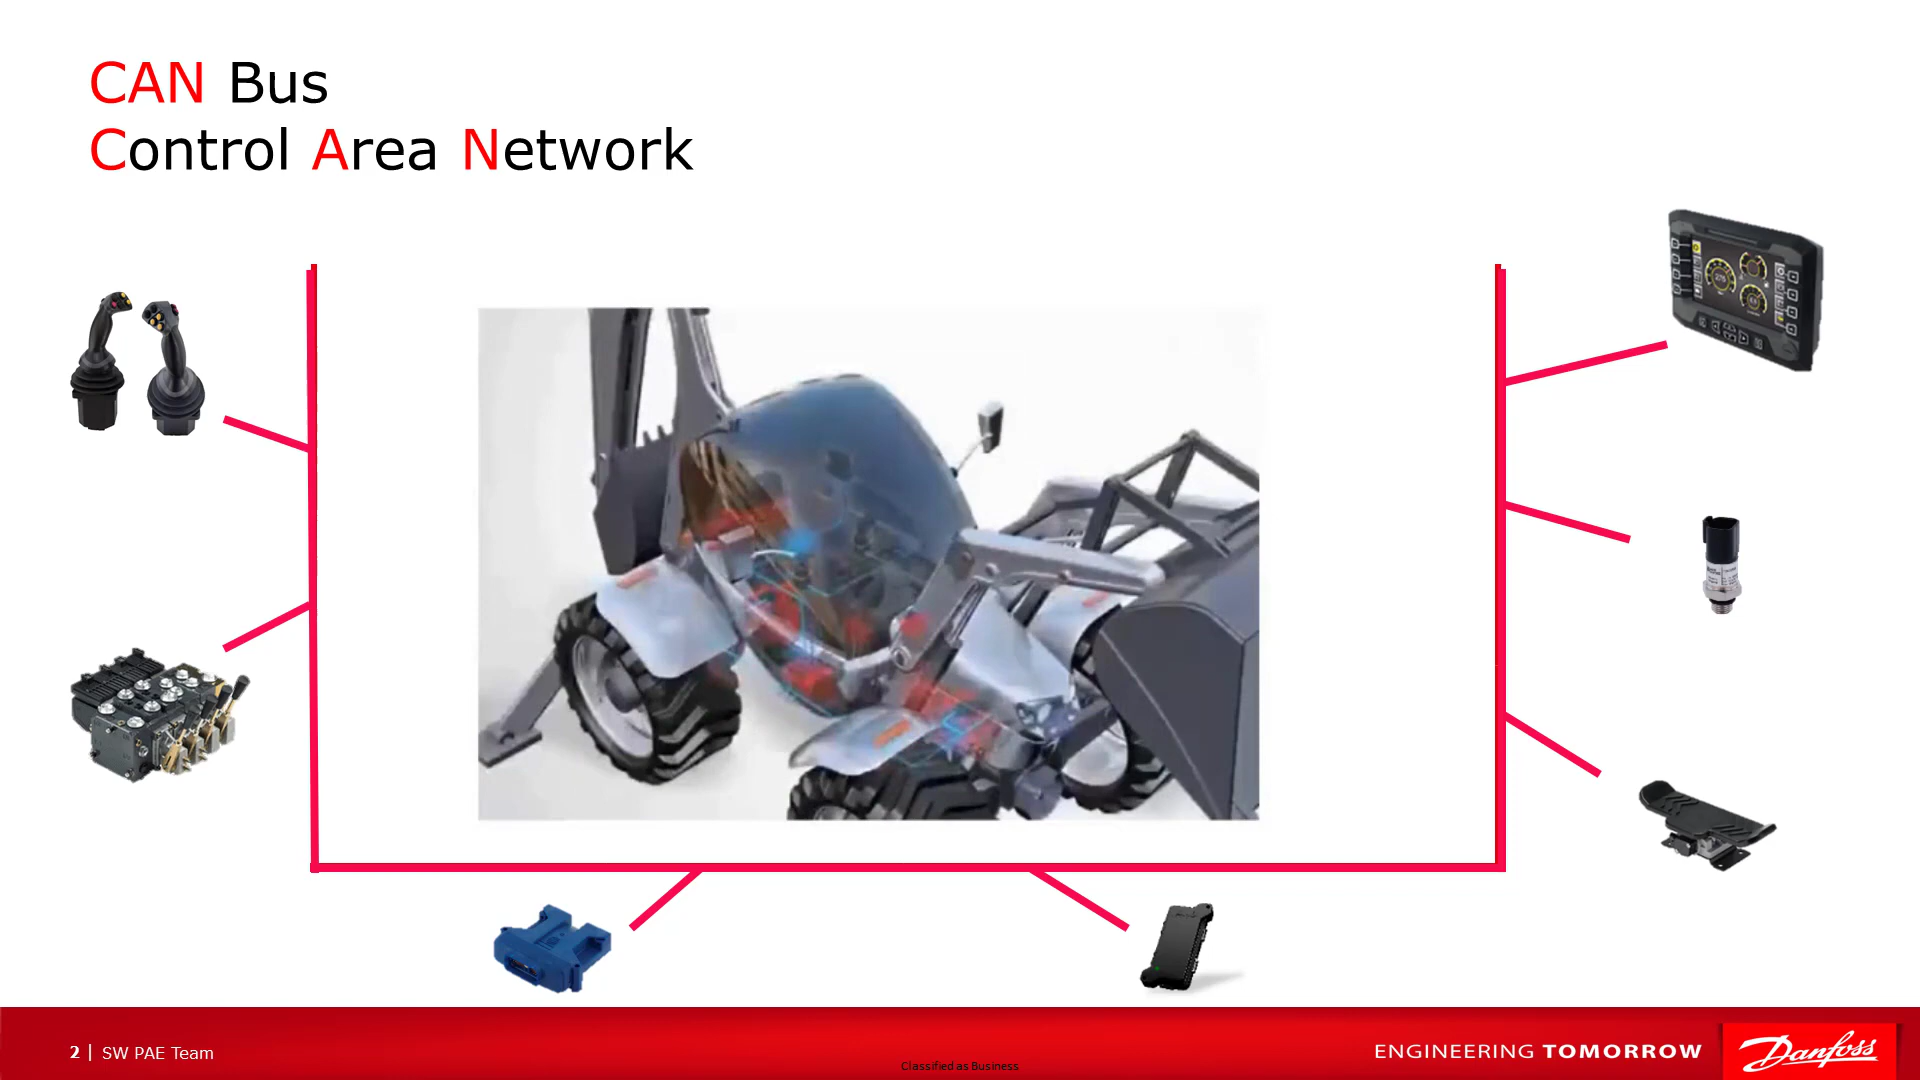 CAN Bus
Control Area Network
2 | SW PAE Team
Classified as Business
ENGINEERING TOMORROW
Danfoss